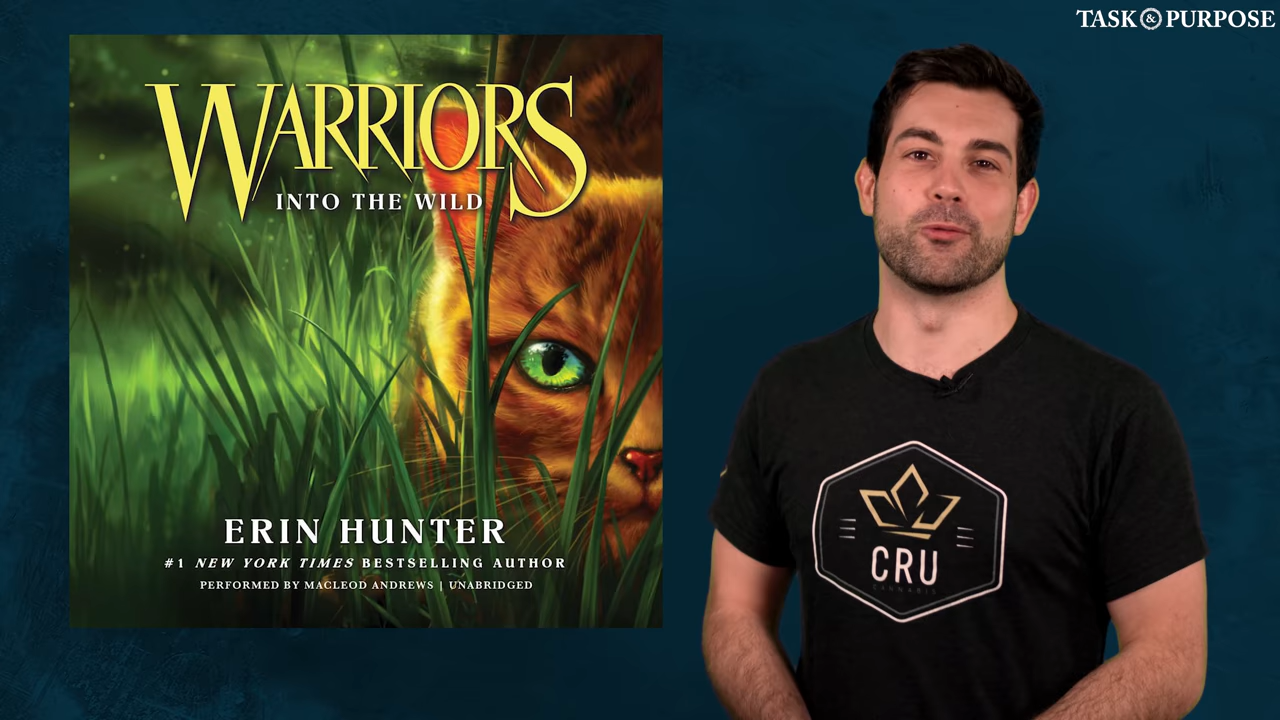 TASK & PURPOSE
WARRIORS
INTO THE WILD
ERIN HUNTER
#1 NEW YORK TIMES BESTSELLING AUTHOR
PERFORMED BY MACLEOD ANDREWS | UNABRIDGED
CRU
CANNABIS